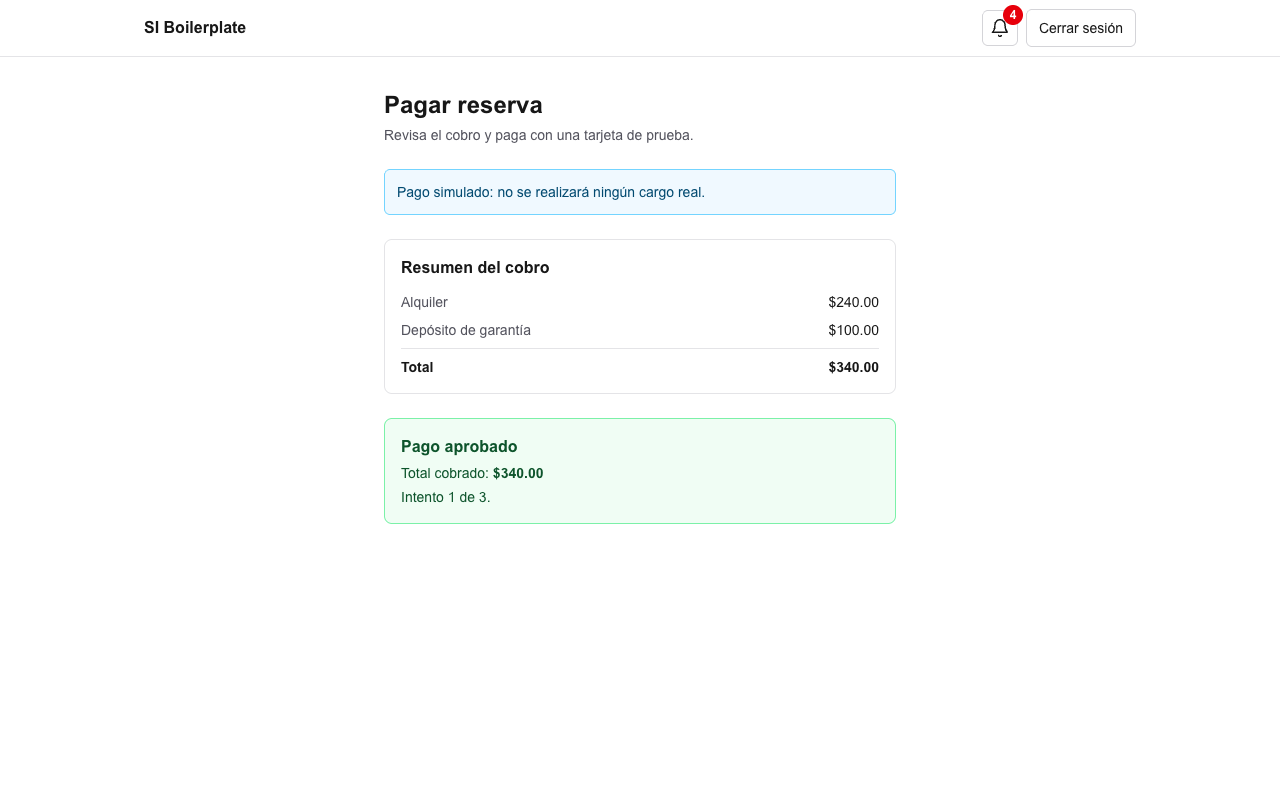 SI Boilerplate
4
Cerrar sesión
Pagar reserva
Revisa el cobro y paga con una tarjeta de prueba.
Pago simulado: no se realizará ningún cargo real.
Resumen del cobro
Alquiler $240.00
Depósito de garantía $100.00
Total $340.00
Pago aprobado
Total cobrado: $340.00
Intento 1 de 3.